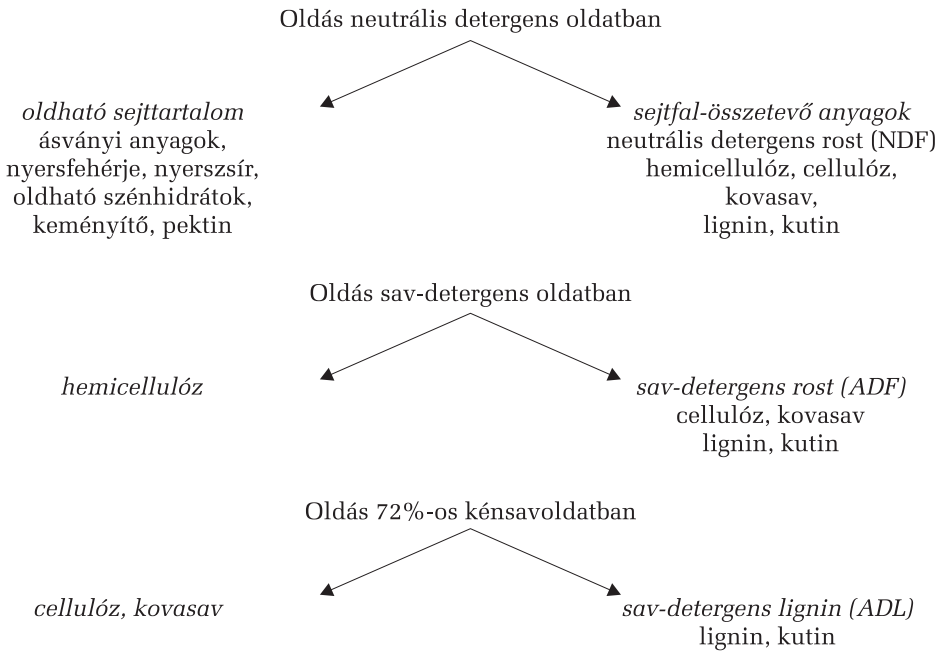 Oldás neutrális detergens oldatban
oldható sejttartalom
ásványi anyagok,
nyersfehérje, nyerszsír,
oldható szénhidrátok,
keményítő, pektin
sejtfal-összetevő anyagok
neutrális detergens rost (NDF)
hemicellulóz, cellulóz,
kovasav,
lignin, kutin
Oldás sav-detergens oldatban
hemicellulóz
sav-detergens rost (ADF)
cellulóz, kovasav
lignin, kutin
Oldás 72%-os kénsavoldatban
cellulóz, kovasav
sav-detergens lignin (ADL)
lignin, kutin